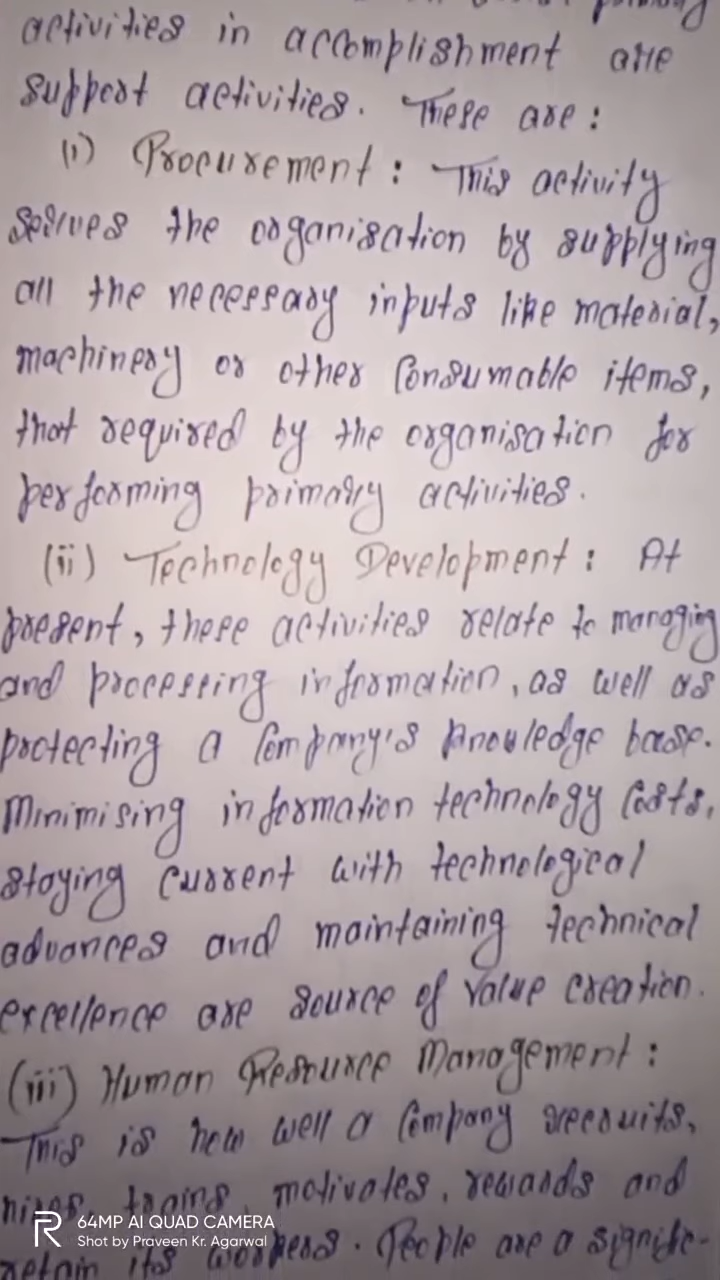 primary
activities in accomplishment are
support activities. These are:
(i) Procurement: This activity
serves the organisation by supplying
all the necessary inputs like material,
machinery or other Consumable items,
that required by the organisation for
performing primary activities.
(ii) Technology Development: At
present, these activities relate to managing
and processing information, as well as
protecting a Company's knowledge base.
Minimising information technology Costs,
staying current with technological
advances and maintaining technical
excellence are source of value creation.
(iii) Human Resource Management:
This is how well a Company recruits,
hires, trains, motivates, rewards and
retain its workers. People are a signific-
R 64MP AI QUAD CAMERA
Shot by Praveen Kr. Agarwal